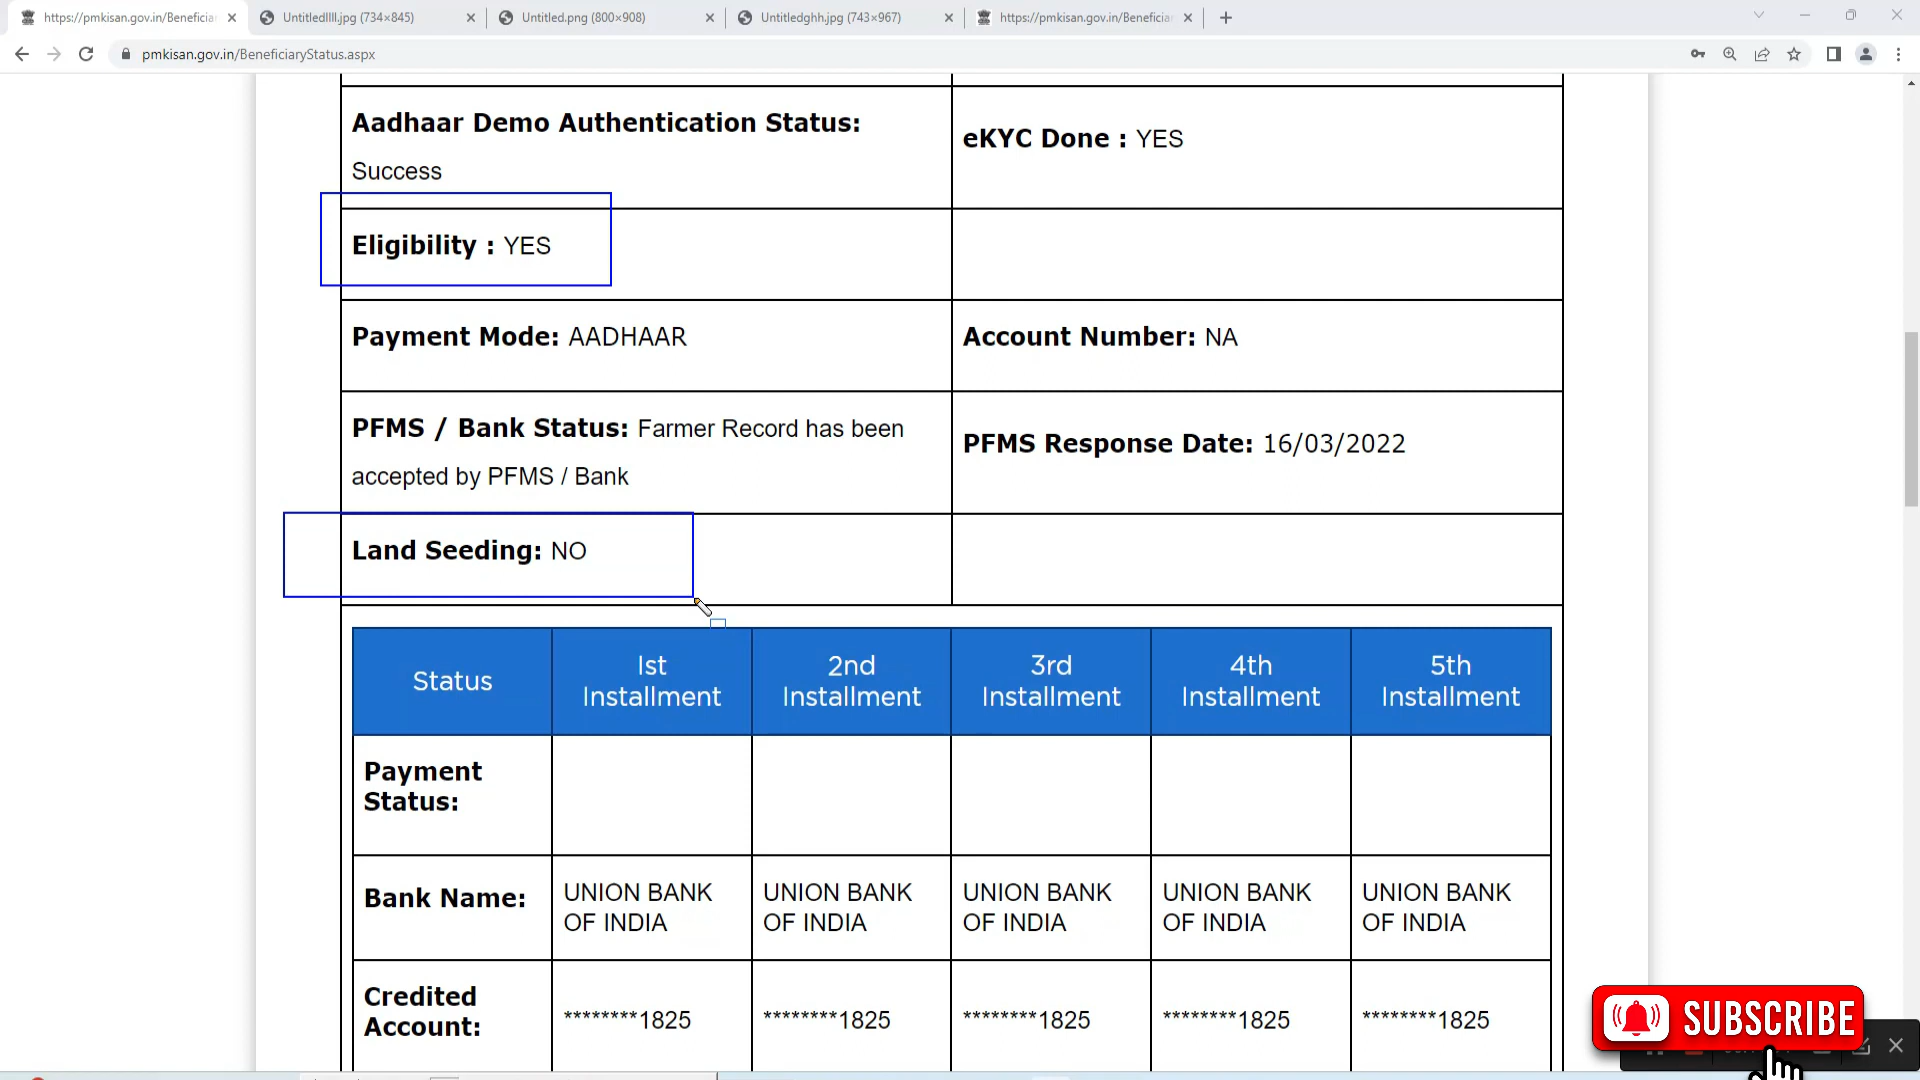 https://pmkisan.gov.in/Beneficia
Untitledllll.jpg (734×845)
Untitled.png (800×908)
Untitledghh.jpg (743×967)
https://pmkisan.gov.in/Beneficia
pmkisan.gov.in/BeneficiaryStatus.aspx
Aadhaar Demo Authentication Status:
Success
eKYC Done : YES
Eligibility : YES
Payment Mode: AADHAAR
Account Number: NA
PFMS / Bank Status: Farmer Record has been
accepted by PFMS / Bank
PFMS Response Date: 16/03/2022
Land Seeding: NO
Status
Ist
Installment
2nd
Installment
3rd
Installment
4th
Installment
5th
Installment
Payment
Status:
Bank Name:
UNION BANK
OF INDIA
UNION BANK
OF INDIA
UNION BANK
OF INDIA
UNION BANK
OF INDIA
UNION BANK
OF INDIA
Credited
Account:
********1825
********1825
********1825
********1825
********1825
SUBSCRIBE